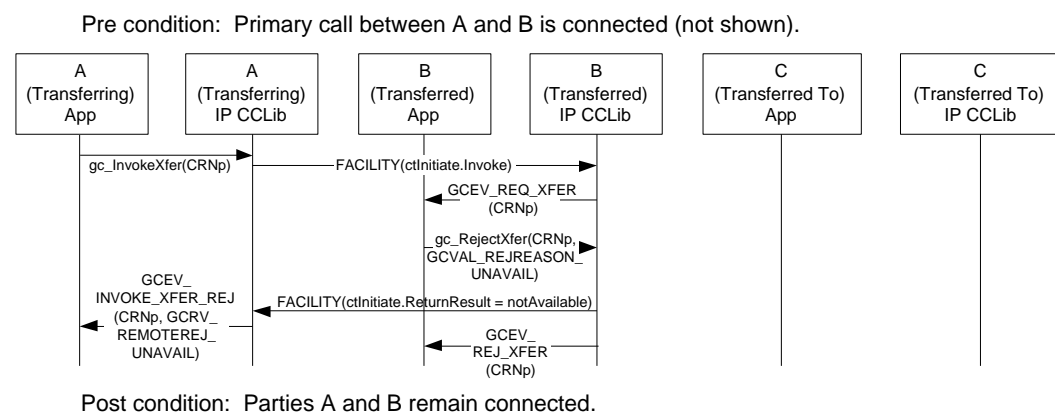 Pre condition:  Primary call between A and B is connected (not shown).
A
(Transferring)
App
A
(Transferring)
IP CCLib
B
(Transferred)
App
B
(Transferred)
IP CCLib
C
(Transferred To)
App
C
(Transferred To)
IP CCLib
gc_InvokeXfer(CRNp)
FACILITY(ctInitiate.Invoke)
GCEV_REQ_XFER
(CRNp)
gc_RejectXfer(CRNp,
GCVAL_REJREASON_
UNAVAIL)
FACILITY(ctInitiate.ReturnResult = notAvailable)
GCEV_
INVOKE_XFER_REJ
(CRNp, GCRV_
REMOTEREJ_
UNAVAIL)
GCEV_
REJ_XFER
(CRNp)
Post condition:  Parties A and B remain connected.